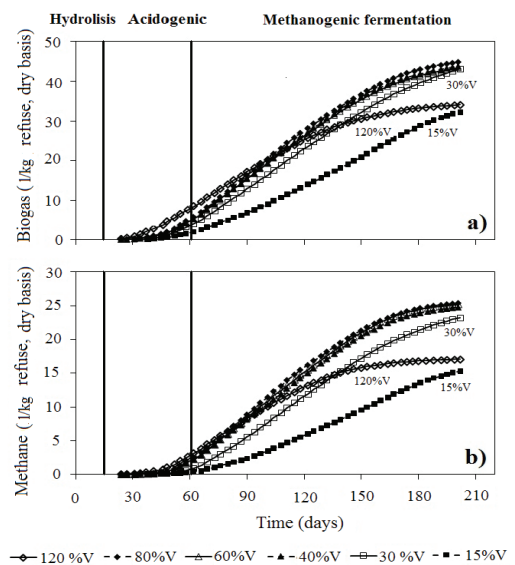 Hydrolisis Acidogenic Methanogenic fermentation
50
40
30
20
10
0
Biogas ( l/kg refuse, dry basis)
30%V
120%V
15%V
a)
30
25
20
15
10
5
0
Methane ( l/kg refuse, dry basis)
30%V
120%V
15%V
b)
0 30 60 90 120 150 180 210
Time (days)
120 %V 80%V 60%V 40%V 30 %V 15%V